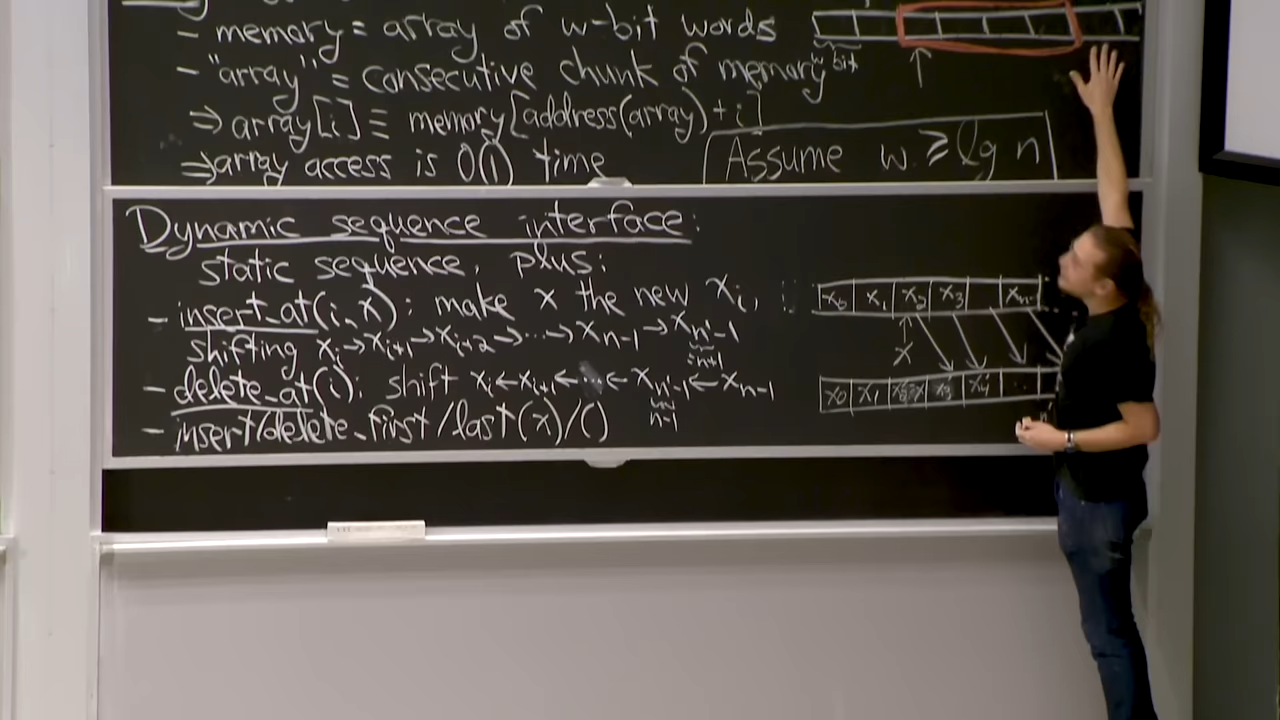 - memory = array of w-bit words
- "array" = consecutive chunk of memory
⇒ array[i] ≡ memory[address(array) + i]
⇒ array access is O(1) time
w bit
Assume w ≥ lg n
Dynamic sequence interface:
static sequence, plus:
- insert_at(i, x): make x the new xi,
shifting xi→xi+1→xi+2→···→xn-1→xn'-1
=n+1
- delete_at(i): shift xi←xi+1←···←xn'-1←xn-1
n-1
- insert/delete_first/last(x)/()
x0 x1 x2 x3 xn-1
x
x0 x1 x3 x4 ...